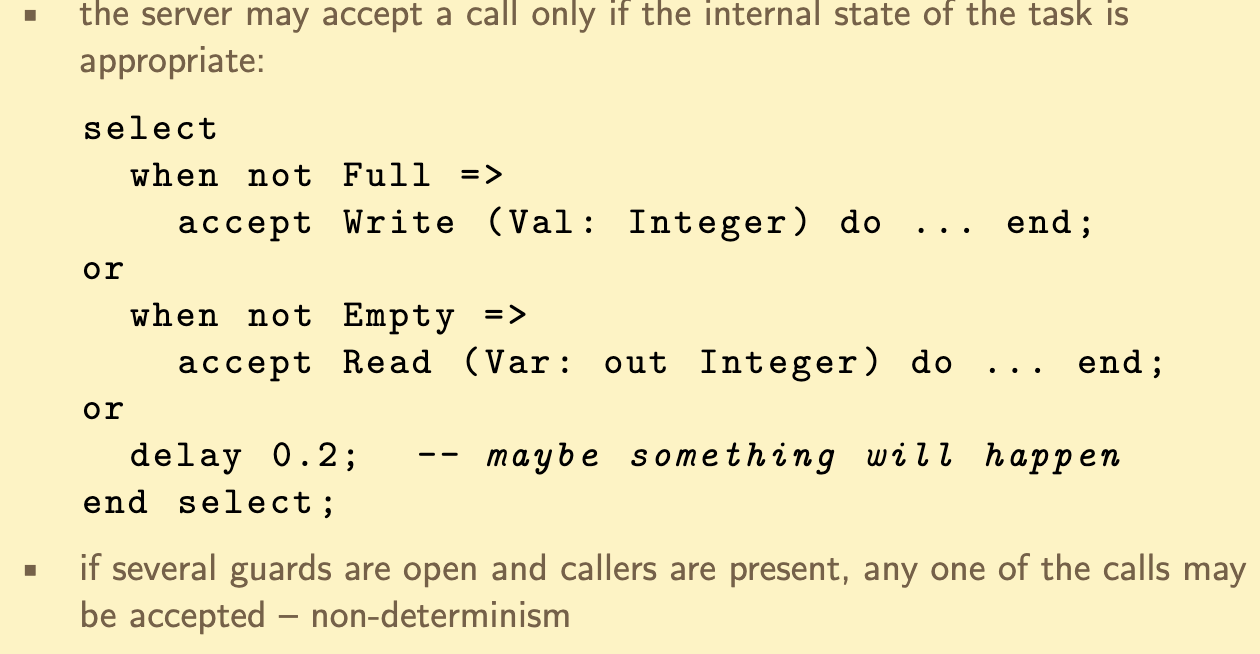 ▪ the server may accept a call only if the internal state of the task is
appropriate:
select
  when not Full =>
    accept Write (Val: Integer) do ... end;
or
  when not Empty =>
    accept Read (Var: out Integer) do ... end;
or
  delay 0.2;  -- maybe something will happen
end select;
▪ if several guards are open and callers are present, any one of the calls may
be accepted – non-determinism